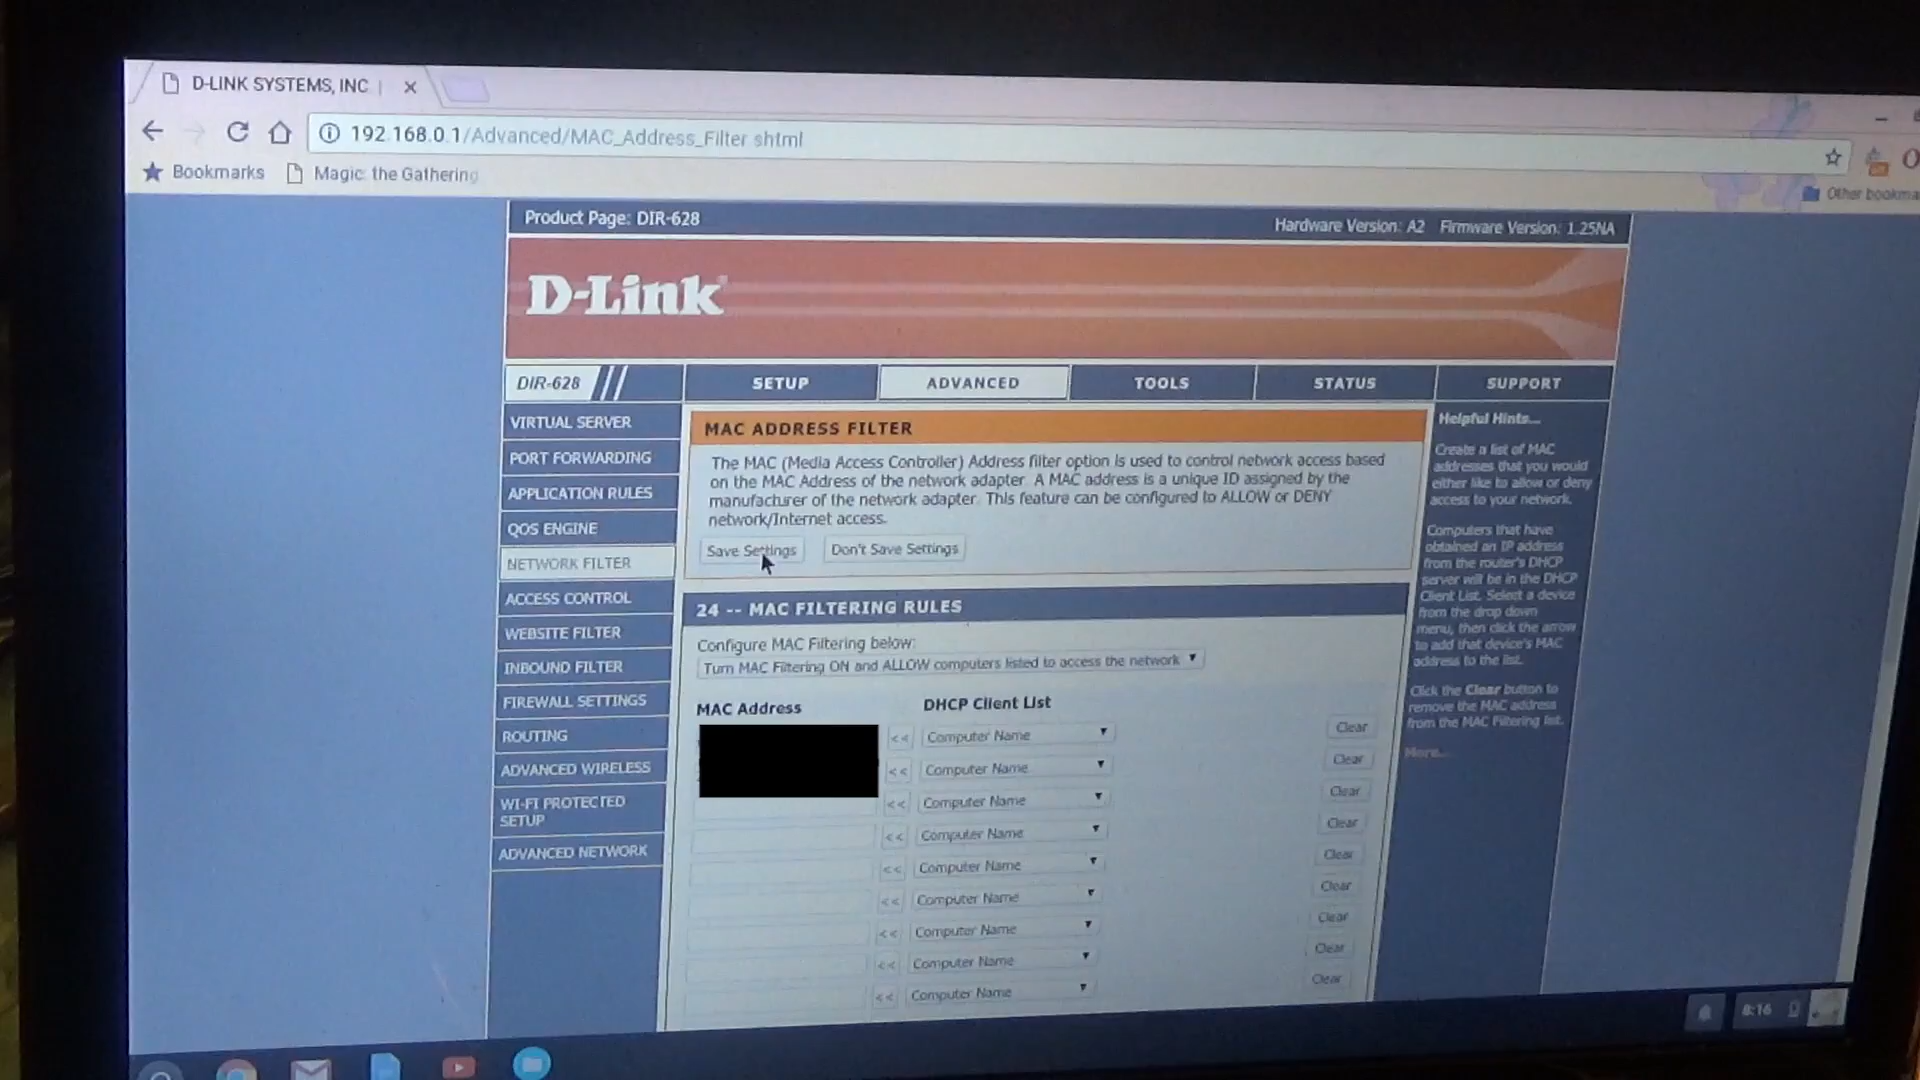 D-LINK SYSTEMS, INC |
192.168.0.1/Advanced/MAC_Address_Filter shtml
Bookmarks
Magic: the Gathering
Other bookma
Product Page: DIR-628
Hardware Version: A2 Firmware Version: 1.25NA
D-Link
DIR-628
SETUP
ADVANCED
TOOLS
STATUS
SUPPORT
VIRTUAL SERVER
PORT FORWARDING
APPLICATION RULES
QOS ENGINE
NETWORK FILTER
ACCESS CONTROL
WEBSITE FILTER
INBOUND FILTER
FIREWALL SETTINGS
ROUTING
ADVANCED WIRELESS
WI-FI PROTECTED
SETUP
ADVANCED NETWORK
MAC ADDRESS FILTER
The MAC (Media Access Controller) Address filter option is used to control network access based
on the MAC Address of the network adapter. A MAC address is a unique ID assigned by the
manufacturer of the network adapter. This feature can be configured to ALLOW or DENY
network/Internet access.
Save Settings
Don't Save Settings
24 -- MAC FILTERING RULES
Configure MAC Filtering below:
Turn MAC Filtering ON and ALLOW computers listed to access the network
MAC Address
DHCP Client List
<< Computer Name Clear
<< Computer Name Clear
<< Computer Name Clear
<< Computer Name Clear
<< Computer Name Clear
<< Computer Name Clear
<< Computer Name Clear
<< Computer Name Clear
<< Computer Name Clear
Helpful Hints...
Create a list of MAC
addresses that you would
either like to allow or deny
access to your network.
Computers that have
obtained an IP address
from the router's DHCP
server will be in the DHCP
Client List. Select a device
from the drop down
menu, then click the arrow
to add that device's MAC
address to the list.
Click the Clear button to
remove the MAC address
from the MAC Filtering list.
More...
8:16